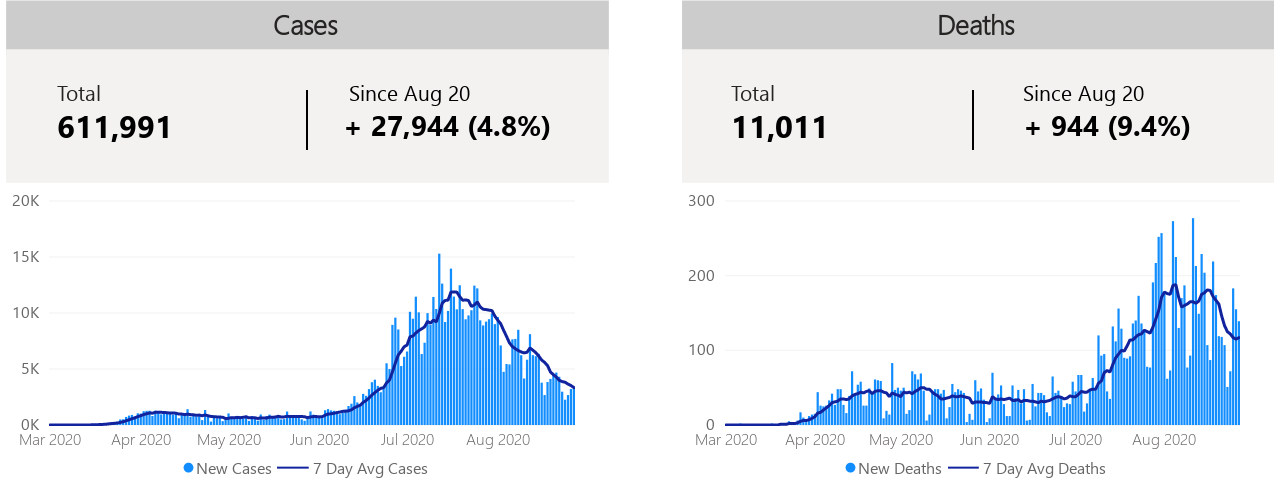 Cases
Total
611,991
Since Aug 20
+ 27,944 (4.8%)
20K
15K
10K
5K
0K
Mar 2020 Apr 2020 May 2020 Jun 2020 Jul 2020 Aug 2020
New Cases 7 Day Avg Cases
Deaths
Total
11,011
Since Aug 20
+ 944 (9.4%)
300
200
100
0
Mar 2020 Apr 2020 May 2020 Jun 2020 Jul 2020 Aug 2020
New Deaths 7 Day Avg Deaths